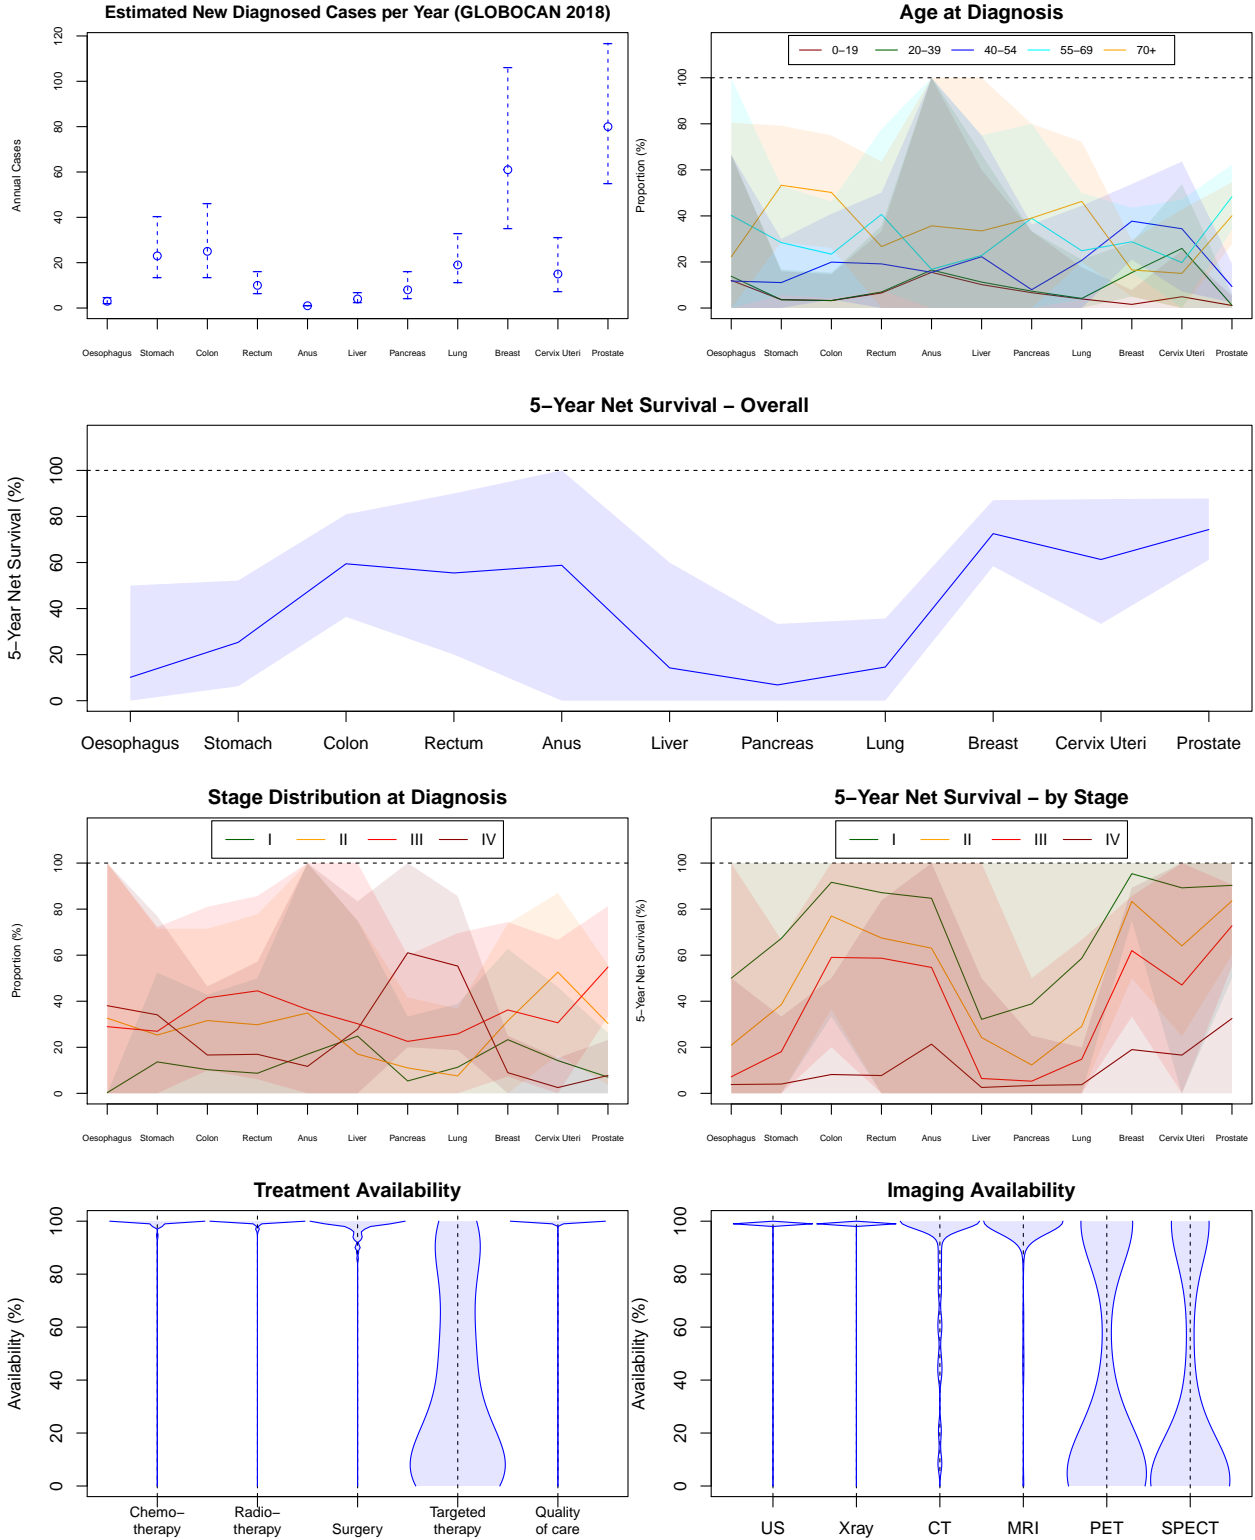 Estimated New Diagnosed Cases per Year (GLOBOCAN 2018)
Annual Cases
0 20 40 60 80 100 120
Oesophagus Stomach Colon Rectum Anus Liver Pancreas Lung Breast Cervix Uteri Prostate
Age at Diagnosis
0−19 20−39 40−54 55−69 70+
Proportion (%)
0 20 40 60 80 100
Oesophagus Stomach Colon Rectum Anus Liver Pancreas Lung Breast Cervix Uteri Prostate
5−Year Net Survival − Overall
5−Year Net Survival (%)
0 20 40 60 80 100
Oesophagus Stomach Colon Rectum Anus Liver Pancreas Lung Breast Cervix Uteri Prostate
Stage Distribution at Diagnosis
I II III IV
Proportion (%)
0 20 40 60 80 100
Oesophagus Stomach Colon Rectum Anus Liver Pancreas Lung Breast Cervix Uteri Prostate
5−Year Net Survival − by Stage
I II III IV
5−Year Net Survival (%)
0 20 40 60 80 100
Oesophagus Stomach Colon Rectum Anus Liver Pancreas Lung Breast Cervix Uteri Prostate
Treatment Availability
Availability (%)
0 20 40 60 80 100
Chemo− Radio− Targeted Quality
therapy therapy Surgery therapy of care
Imaging Availability
Availability (%)
0 20 40 60 80 100
US Xray CT MRI PET SPECT